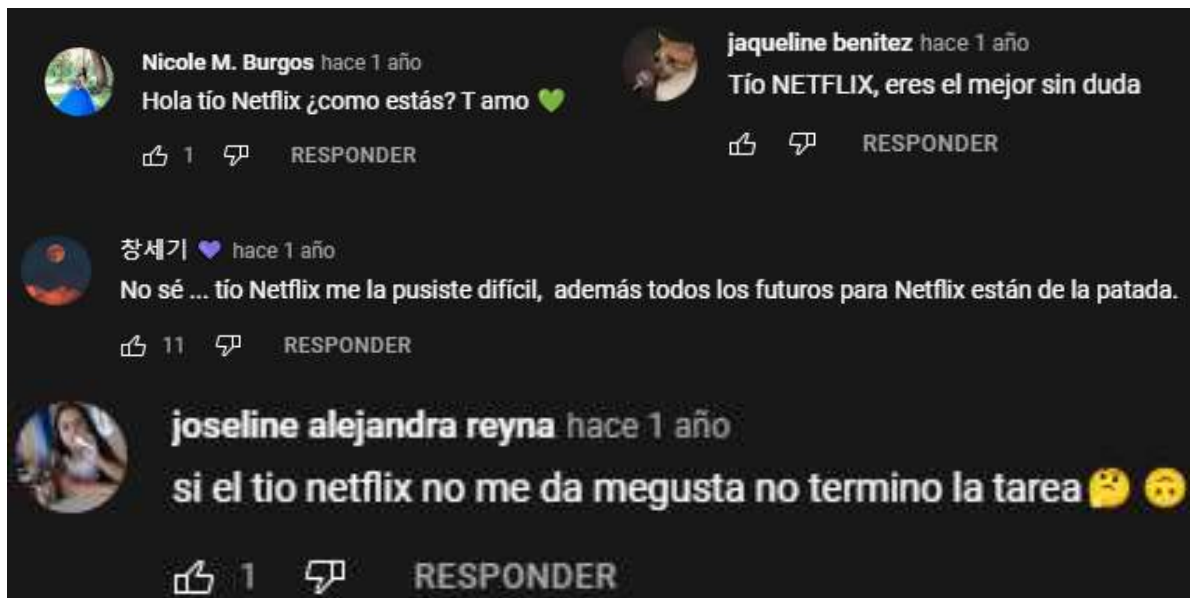 Nicole M. Burgos hace 1 año
Hola tío Netflix ¿como estás? T amo 💚
1 RESPONDER
jaqueline benitez hace 1 año
Tío NETFLIX, eres el mejor sin duda
RESPONDER
창세기 💜 hace 1 año
No sé ... tío Netflix me la pusiste difícil, además todos los futuros para Netflix están de la patada.
11 RESPONDER
joseline alejandra reyna hace 1 año
si el tio netflix no me da megusta no termino la tarea🤔 🙃
1 RESPONDER